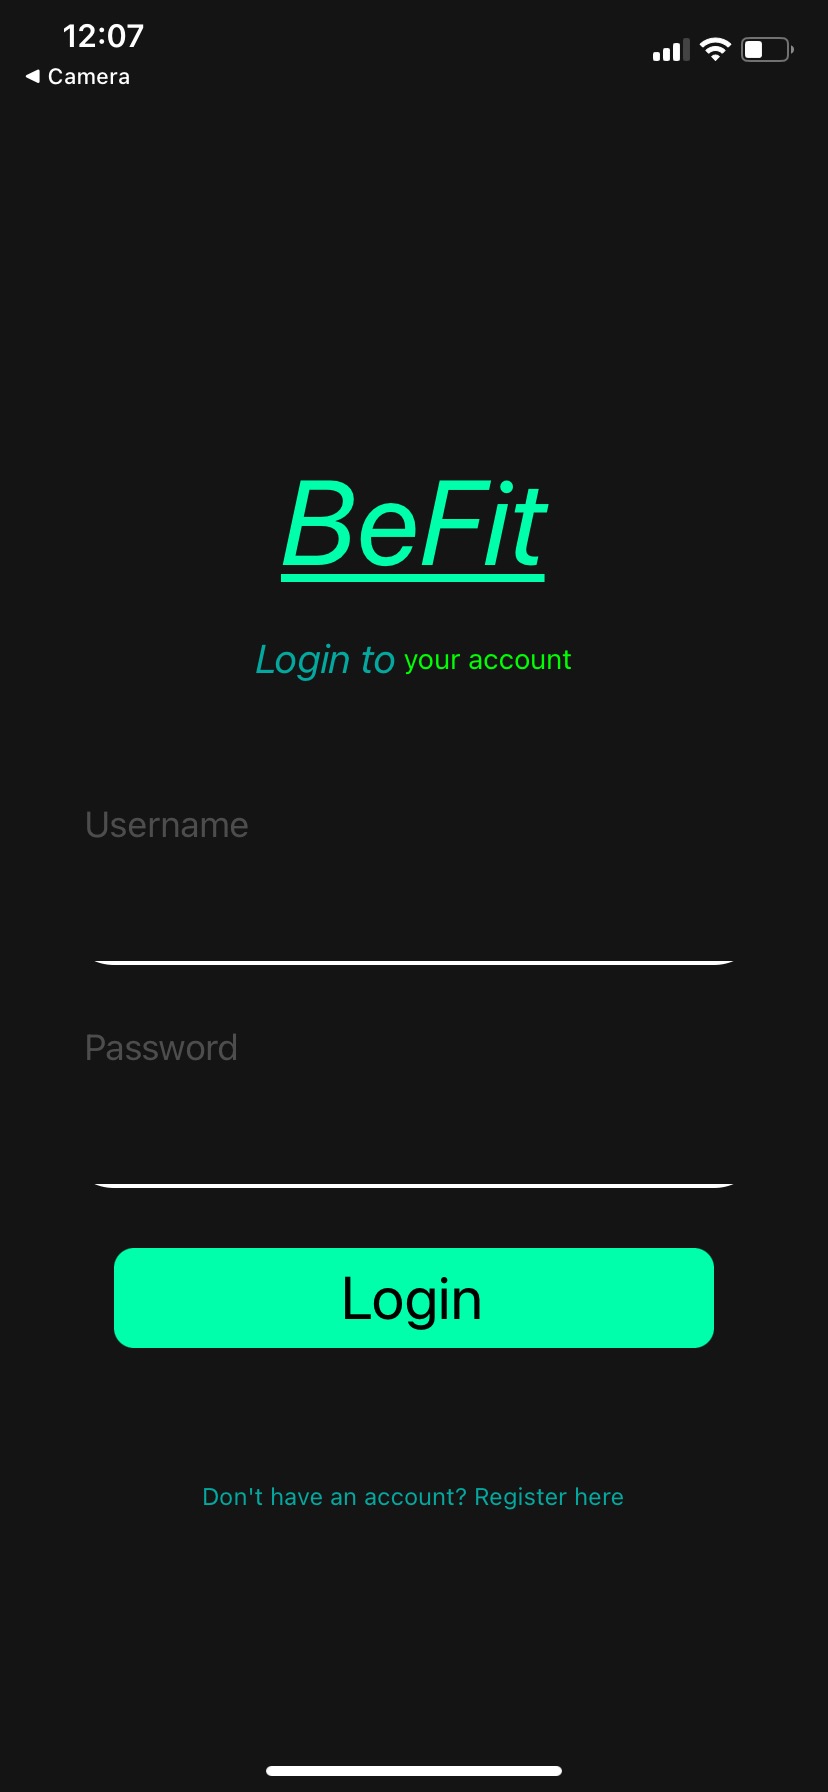 12:07
Camera
BeFit
Login to your account
Username
Password
Login
Don't have an account? Register here